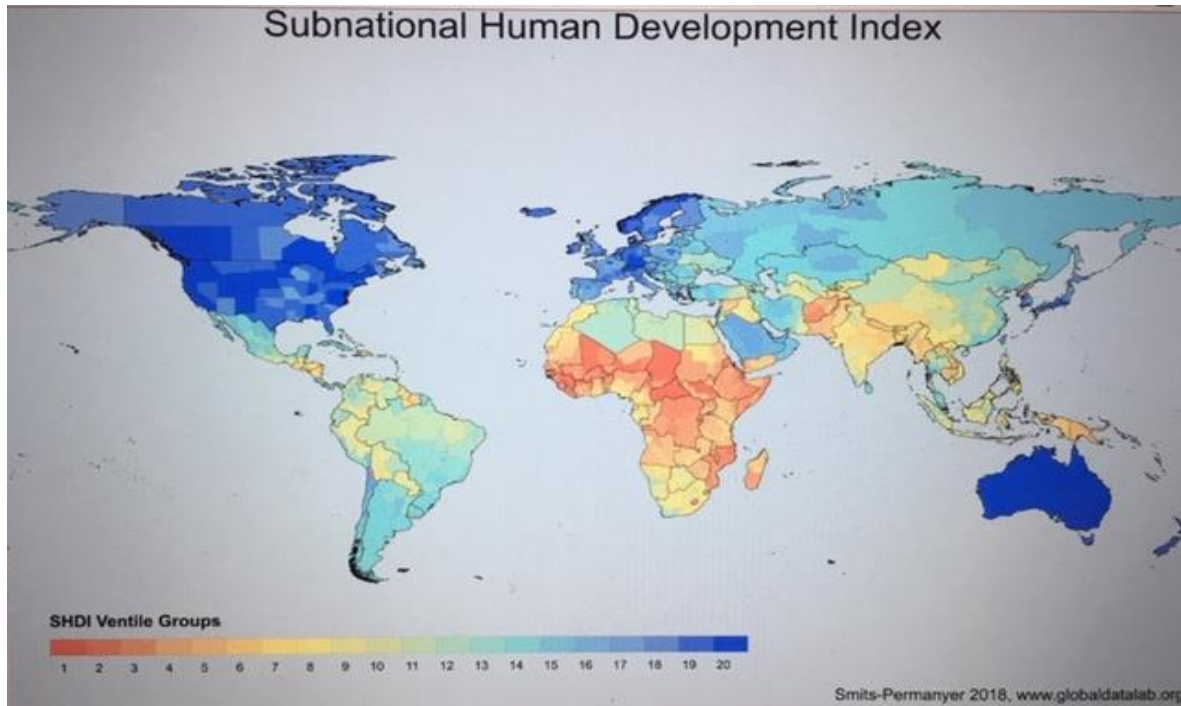 Subnational Human Development Index
SHDI Ventile Groups
1 2 3 4 5 6 7 8 9 10 11 12 13 14 15 16 17 18 19 20
Smits-Permanyer 2018, www.globaldatalab.org